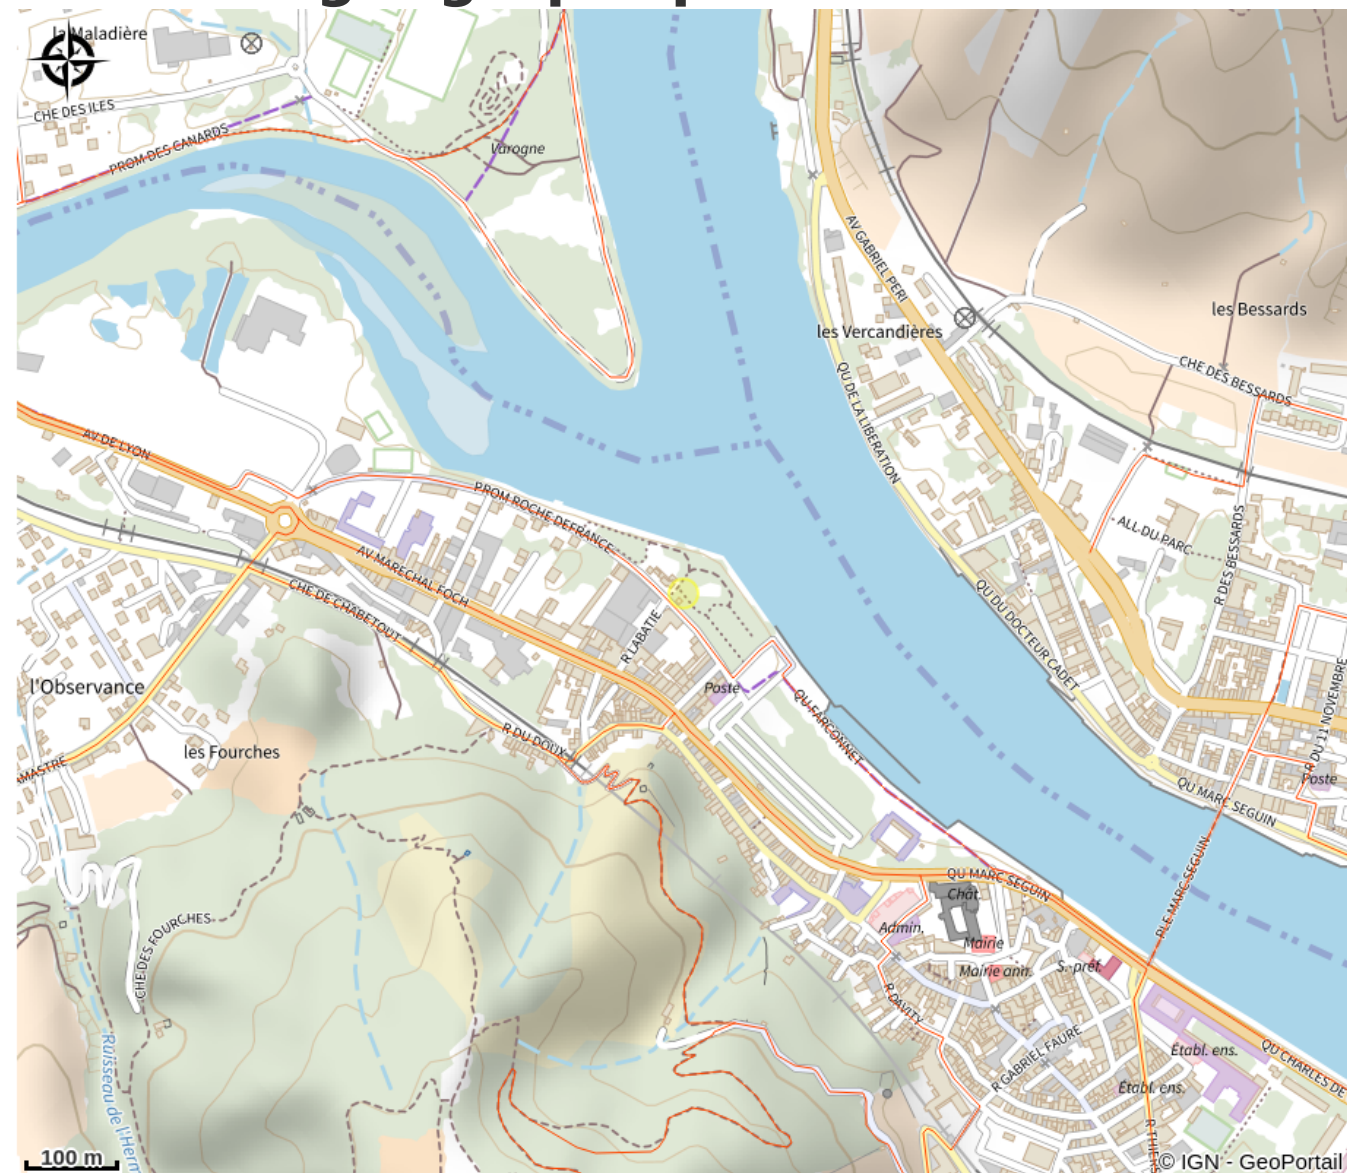 la Maladière
CHE DES ILES
PROM DES CANARDS
Varogne
AV GABRIEL PERI
les Vercandières
les Bessards
CHE DES BESSARDS
QU DE LA LIBERATION
AV DE LYON
PROM ROCHE DEFRANCE
ALL DU PARC
R DES BESSARDS
AV MARECHAL FOCH
CHE DE CHABETOUT
QU DU DOCTEUR CADET
R LABATIE
l'Observance
Poste
QU FARCONNET
R DU 11 NOVEMBRE
R DU DOUX
les Fourches
AMASTRE
Poste
QU MARC SEGUIN
PLE MARC SEGUIN
QU MARC SEGUIN
Chât.
CHE DES FOURCHES
Admin.
Mairie
Mairie ann.
S.-préf.
R DAVITY
Ruisseau de l'Herm
R GABRIEL FAURE
Établ. ens.
QU CHARLES DE
Établ. ens.
R THIERS
100 m
© IGN - GeoPortail